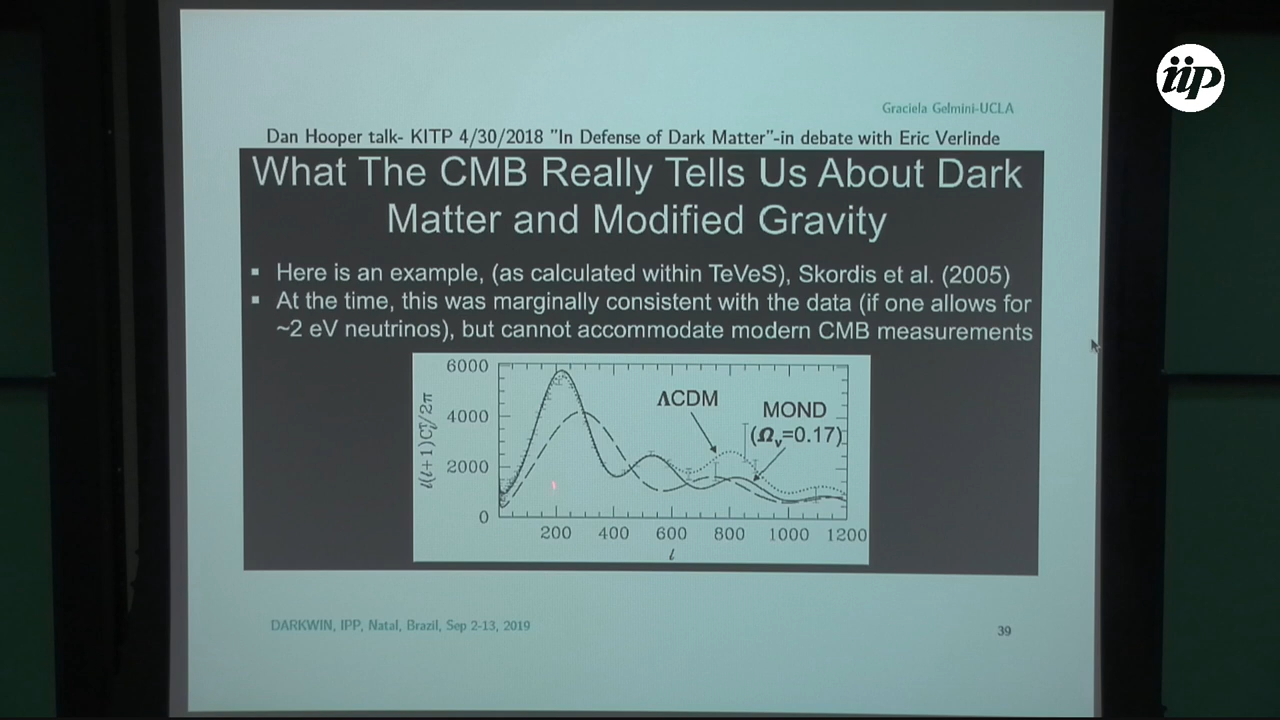 iip
Graciela Gelmini-UCLA
Dan Hooper talk- KITP 4/30/2018 "In Defense of Dark Matter"-in debate with Eric Verlinde
What The CMB Really Tells Us About Dark
Matter and Modified Gravity
▪ Here is an example, (as calculated within TeVeS), Skordis et al. (2005)
▪ At the time, this was marginally consistent with the data (if one allows for
~2 eV neutrinos), but cannot accommodate modern CMB measurements
6000
4000
2000
0
ℓ(ℓ+1)CℓT/2π
ΛCDM
MOND
(Ων=0.17)
200 400 600 800 1000 1200
ℓ
DARKWIN, IPP, Natal, Brazil, Sep 2-13, 2019
39